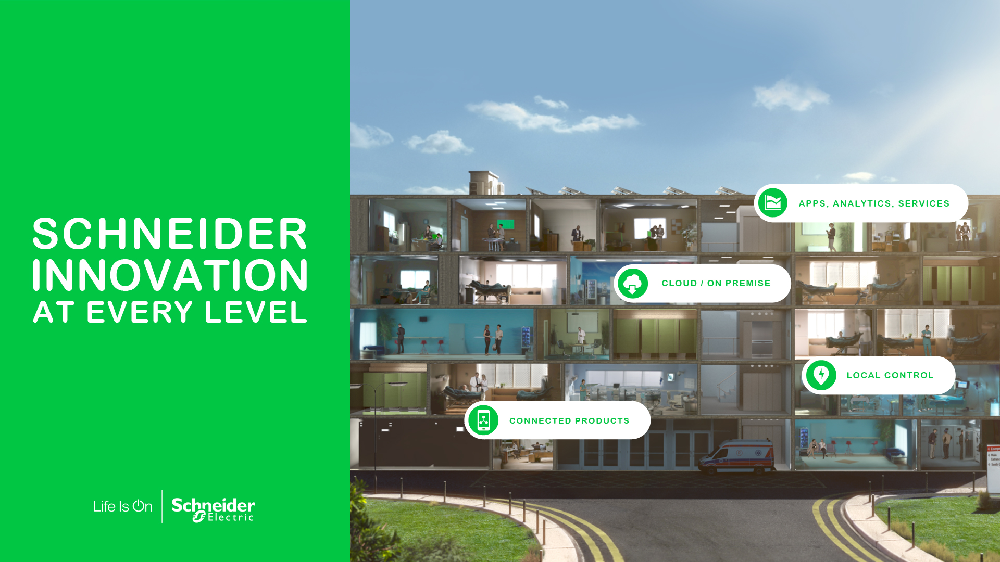 SCHNEIDER
INNOVATION
AT EVERY LEVEL
Life Is On
Schneider
Electric
APPS, ANALYTICS, SERVICES
CLOUD / ON PREMISE
LOCAL CONTROL
CONNECTED PRODUCTS
Main